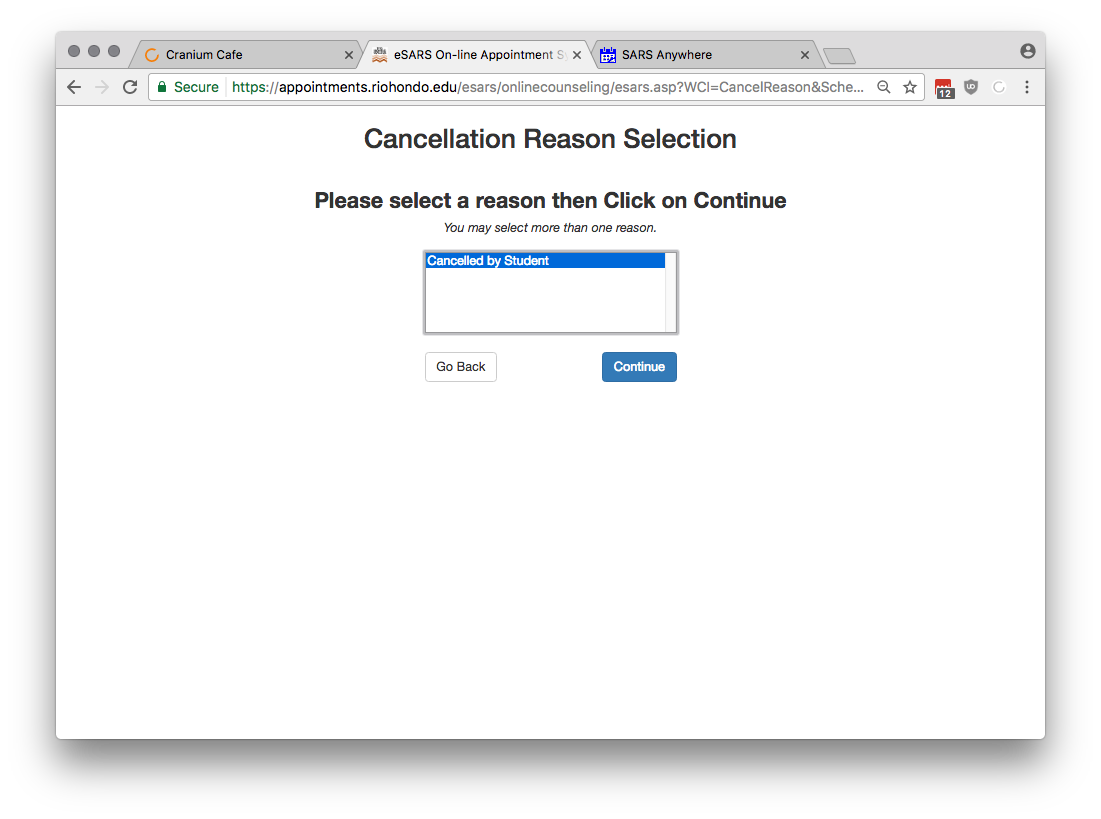 Cranium Cafe
eSARS On-line Appointment S
SARS Anywhere
Secure https://appointments.riohondo.edu/esars/onlinecounseling/esars.asp?WCI=CancelReason&Sche...
12
Cancellation Reason Selection
Please select a reason then Click on Continue
You may select more than one reason.
Cancelled by Student
Go Back
Continue